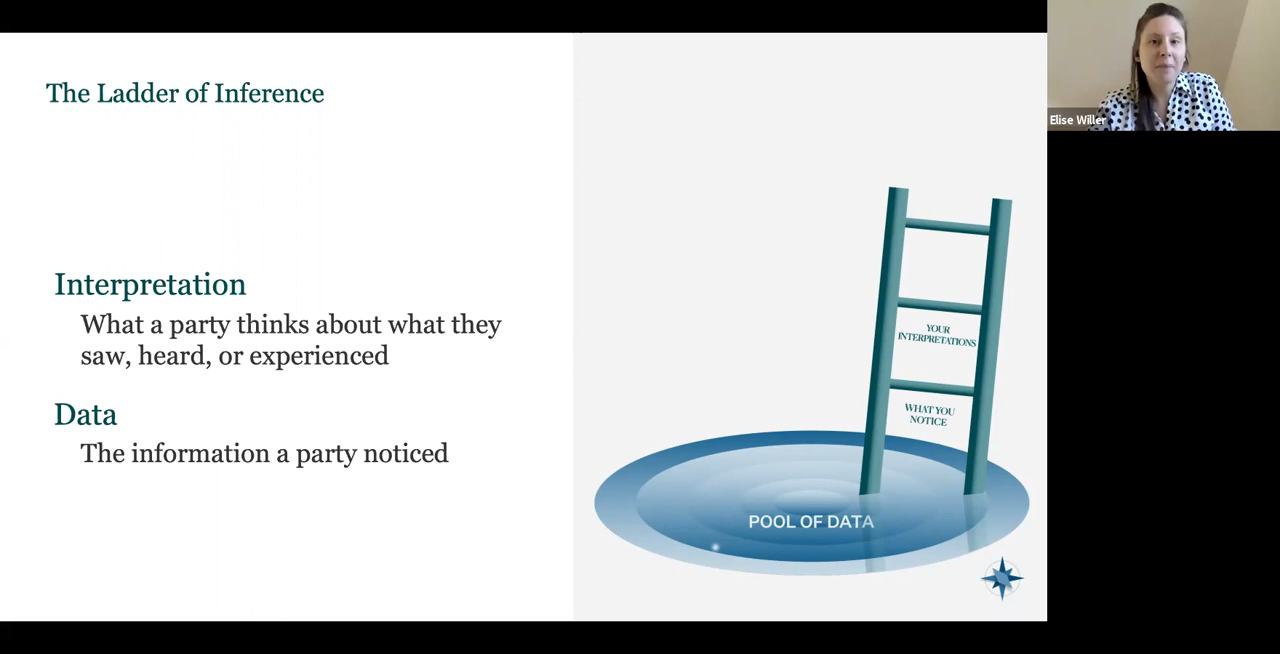 The Ladder of Inference
Interpretation
What a party thinks about what they
saw, heard, or experienced
Data
The information a party noticed
YOUR
INTERPRETATIONS
WHAT YOU
NOTICE
POOL OF DATA
Elise Willer